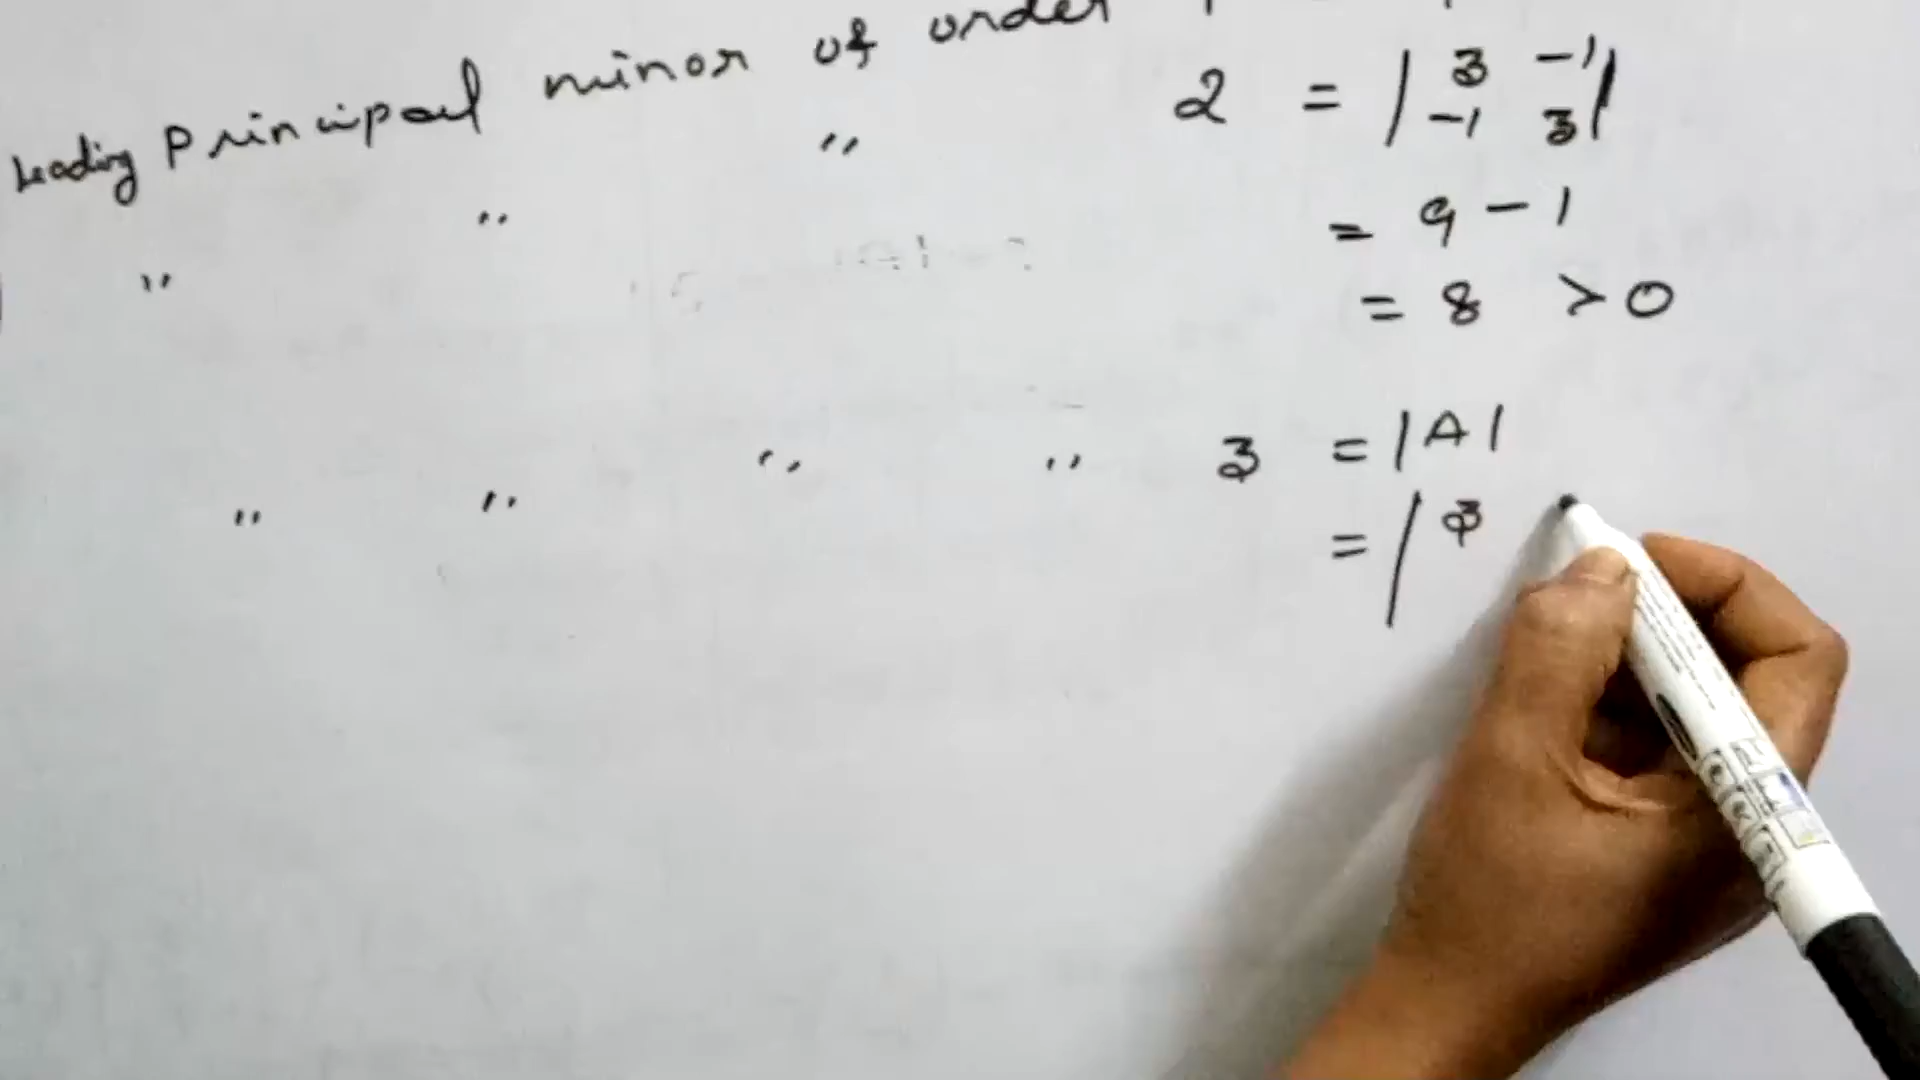 Leading Principal minor of order
" " " 2 = | 3 -1 |
| -1 3 |
= 9 - 1
= 8 > 0
" " " " 3 = |A|
= | 3